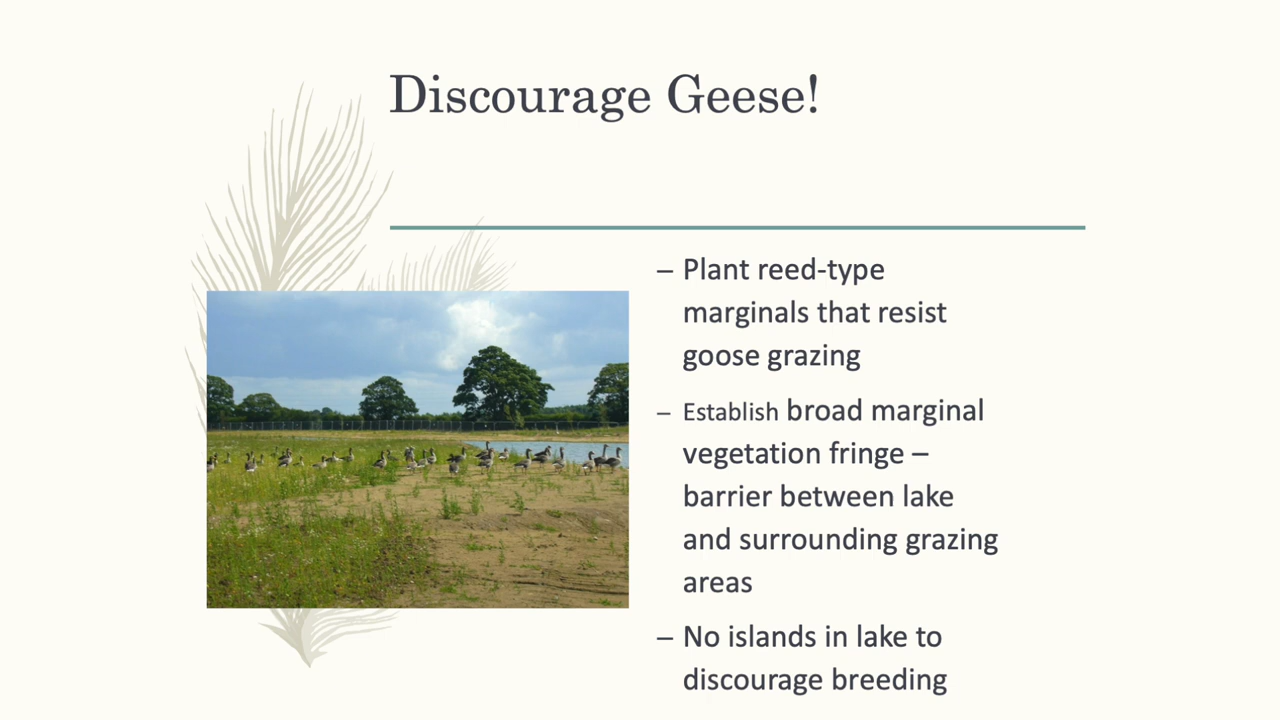 Discourage Geese!
– Plant reed-type
marginals that resist
goose grazing
– Establish broad marginal
vegetation fringe –
barrier between lake
and surrounding grazing
areas
– No islands in lake to
discourage breeding